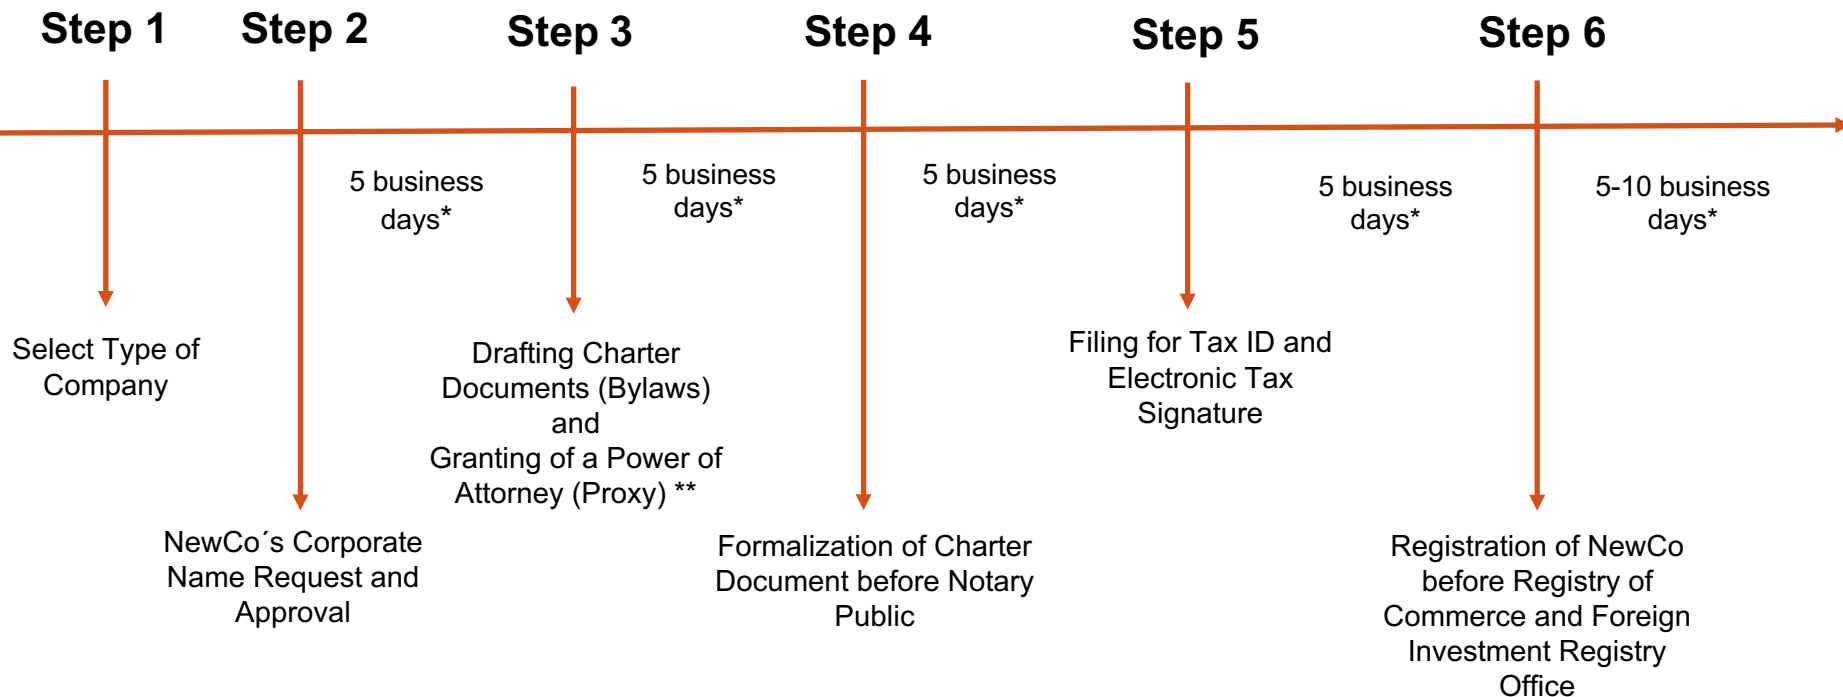 Step 1
Step 2
Step 3
Step 4
Step 5
Step 6
5 business
days*
5 business
days*
5 business
days*
5 business
days*
5-10 business
days*
Select Type of
Company
NewCo´s Corporate
Name Request and
Approval
Drafting Charter
Documents (Bylaws)
and
Granting of a Power of
Attorney (Proxy) **
Formalization of Charter
Document before Notary
Public
Filing for Tax ID and
Electronic Tax
Signature
Registration of NewCo
before Registry of
Commerce and Foreign
Investment Registry
Office